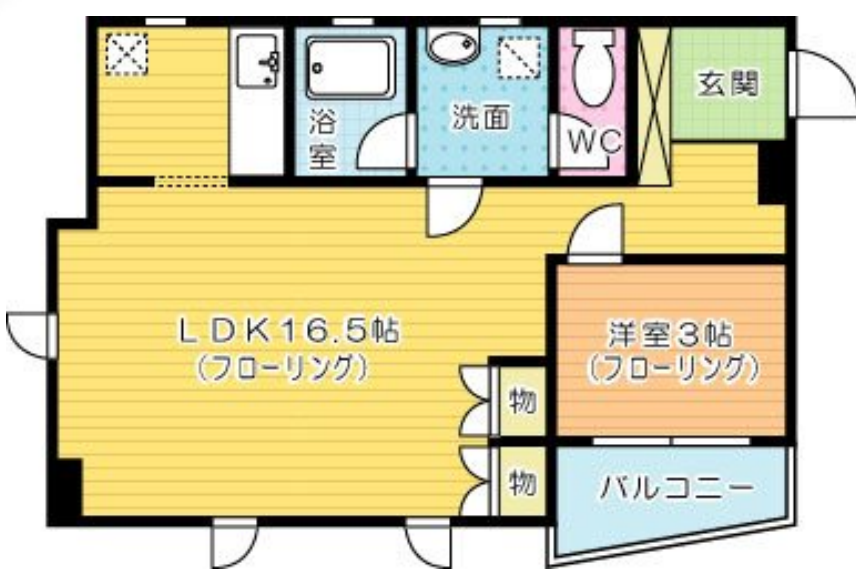 浴室
洗面
WC
玄関
LDK16.5帖
(フローリング)
洋室3帖
(フローリング)
物
物
バルコニー